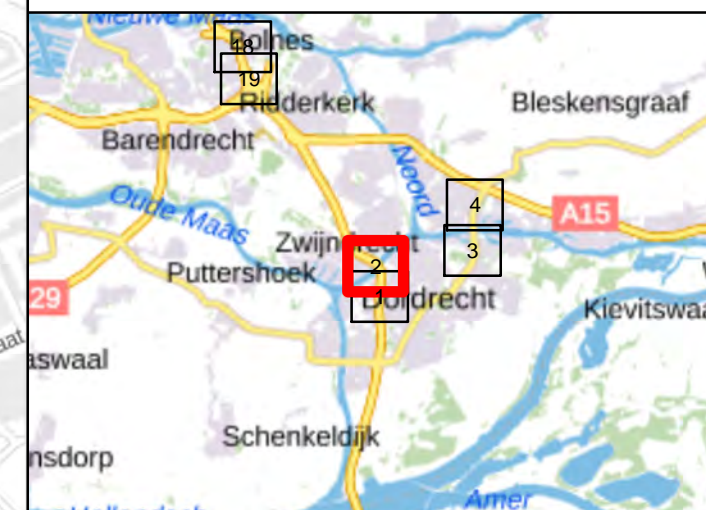 Nieuwe Maas
Bolnes
18
19
Ridderkerk
Bleskensgraaf
Barendrecht
Noord
Oude Maas
4
A15
Zwijndrecht
3
2
Puttershoek
1
Dordrecht
29
Kievitswaa
aat
aswaal
Schenkeldijk
nsdorp
Amer